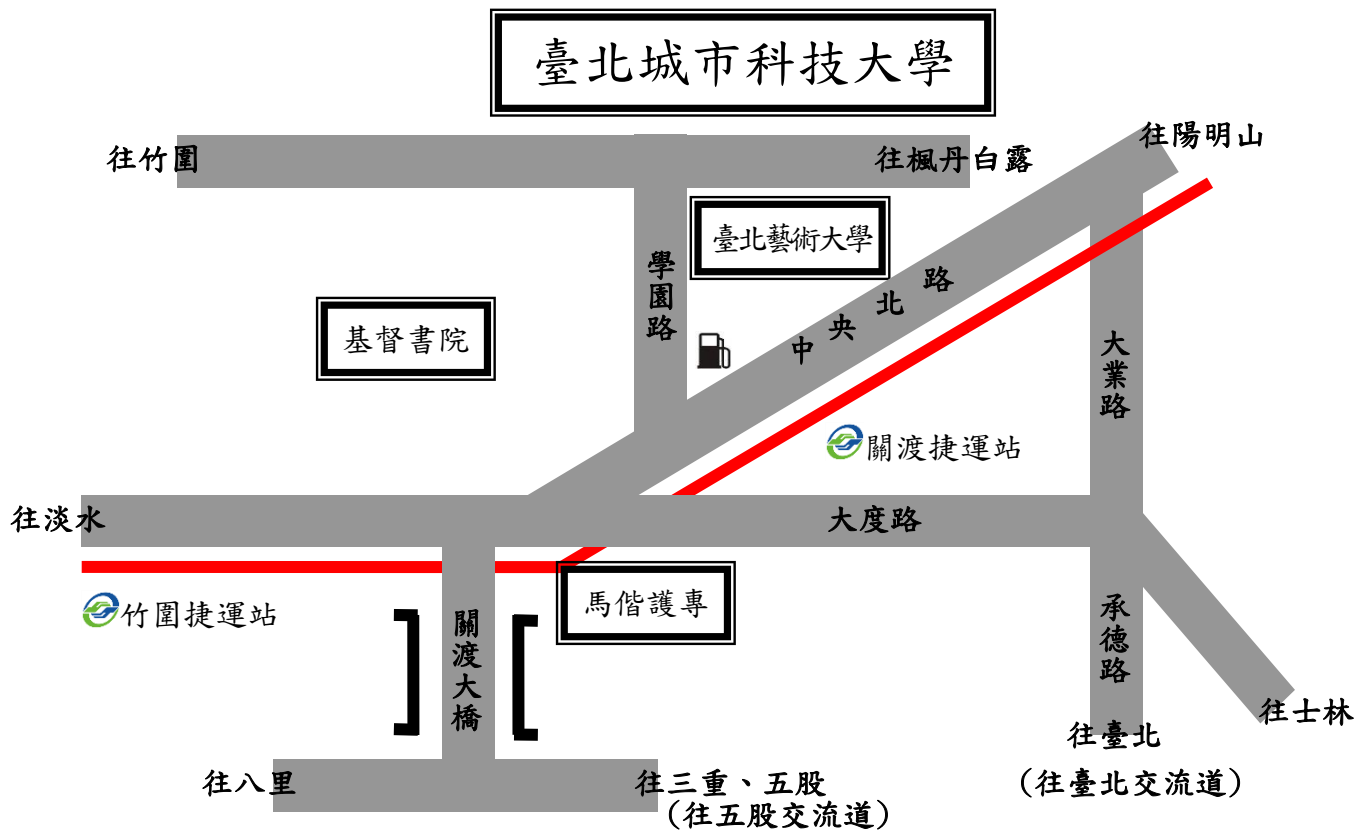 臺北城市科技大學
往竹圍
往楓丹白露
往陽明山
臺北藝術大學
學園路
中央北路
基督書院
大業路
關渡捷運站
往淡水
大度路
馬偕護專
竹圍捷運站
關渡大橋
承德路
往士林
往臺北
(往臺北交流道)
往八里
往三重、五股
(往五股交流道)